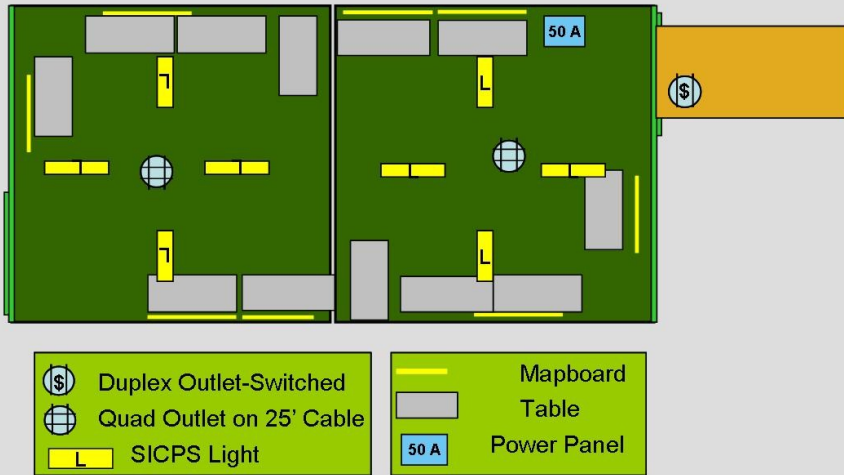 50 A
L
L
$
L
L
L
L
L
L
$ Duplex Outlet-Switched
Quad Outlet on 25' Cable
L SICPS Light
Mapboard
Table
50 A Power Panel